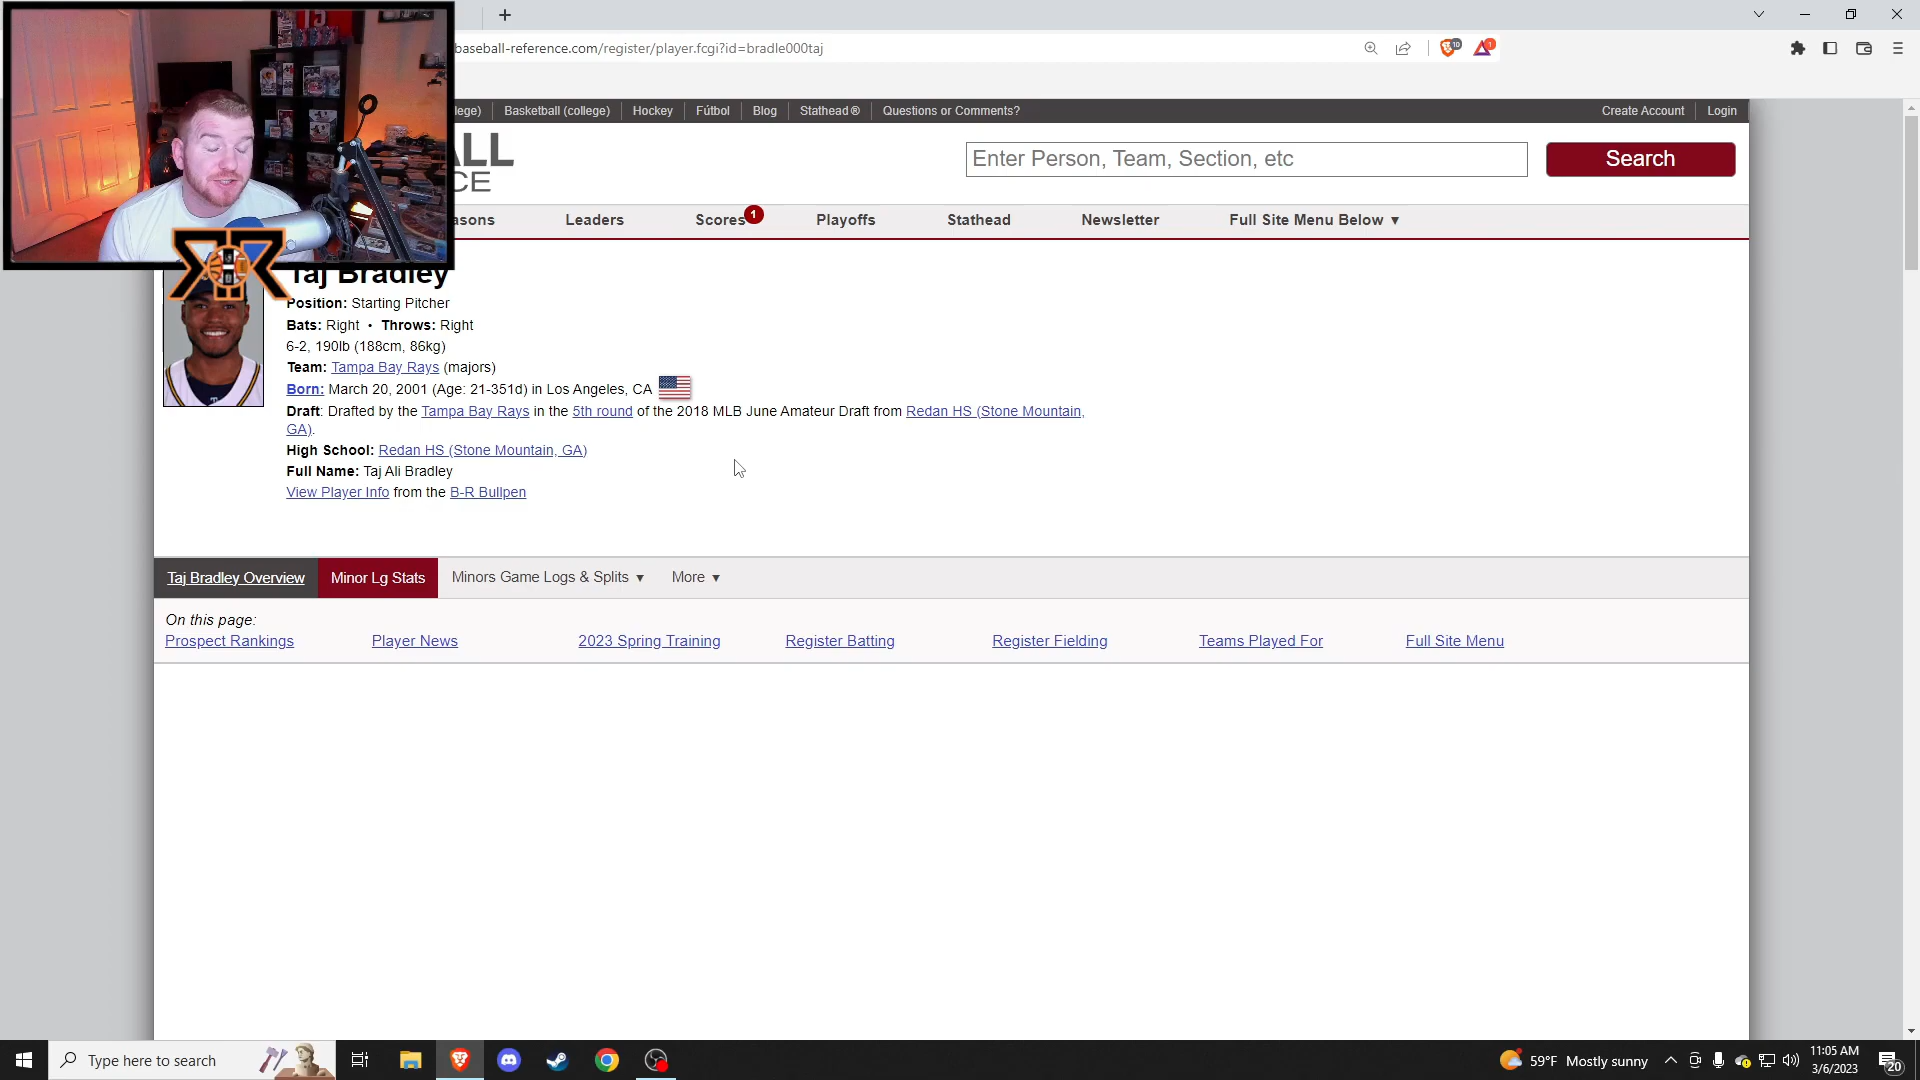 baseball-reference.com/register/player.fcgi?id=bradle000taj
lege) Basketball (college) Hockey Fútbol Blog Stathead® Questions or Comments? Create Account Login
ALL
CE
Enter Person, Team, Section, etc Search
asons Leaders Scores 1 Playoffs Stathead Newsletter Full Site Menu Below ▼
Taj Bradley
Position: Starting Pitcher
Bats: Right • Throws: Right
6-2, 190lb (188cm, 86kg)
Team: Tampa Bay Rays (majors)
Born: March 20, 2001 (Age: 21-351d) in Los Angeles, CA
Draft: Drafted by the Tampa Bay Rays in the 5th round of the 2018 MLB June Amateur Draft from Redan HS (Stone Mountain,
GA).
High School: Redan HS (Stone Mountain, GA)
Full Name: Taj Ali Bradley
View Player Info from the B-R Bullpen
Taj Bradley Overview Minor Lg Stats Minors Game Logs & Splits ▼ More ▼
On this page:
Prospect Rankings Player News 2023 Spring Training Register Batting Register Fielding Teams Played For Full Site Menu
Type here to search 59°F Mostly sunny 11:05 AM
3/6/2023 20